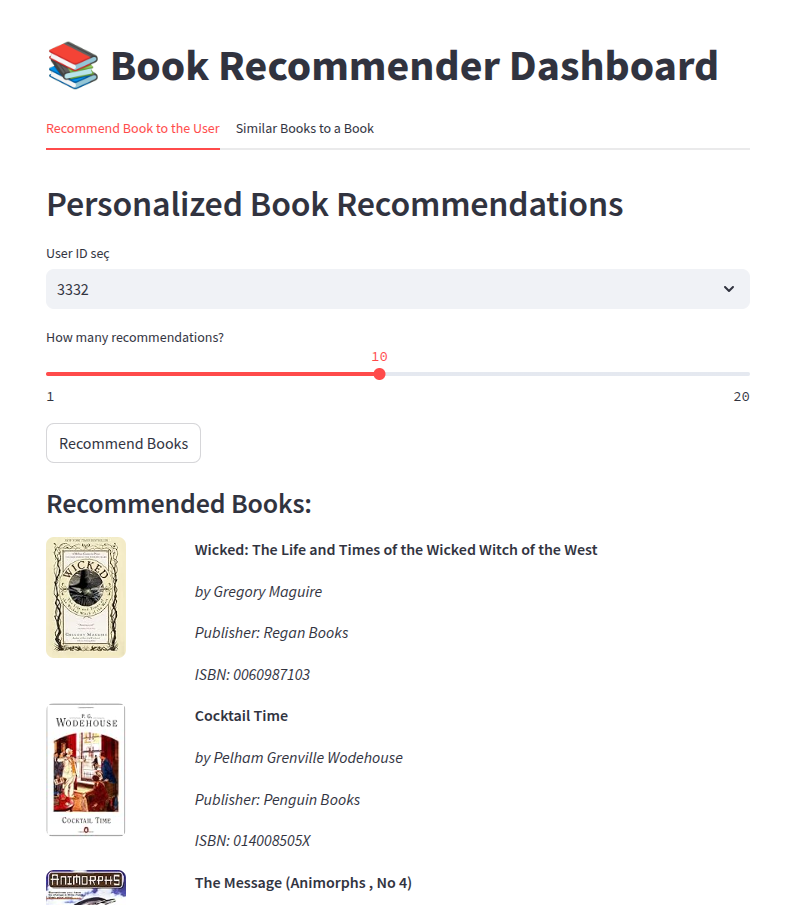 Book Recommender Dashboard
Recommend Book to the User Similar Books to a Book
Personalized Book Recommendations
User ID seç
3332
How many recommendations?
10
1 20
Recommend Books
Recommended Books:
WICKED
GREGORY MAGUIRE
Wicked: The Life and Times of the Wicked Witch of the West
by Gregory Maguire
Publisher: Regan Books
ISBN: 0060987103
P. G.
WODEHOUSE
COCKTAIL TIME
Cocktail Time
by Pelham Grenville Wodehouse
Publisher: Penguin Books
ISBN: 014008505X
ANIMORPHS
The Message (Animorphs , No 4)